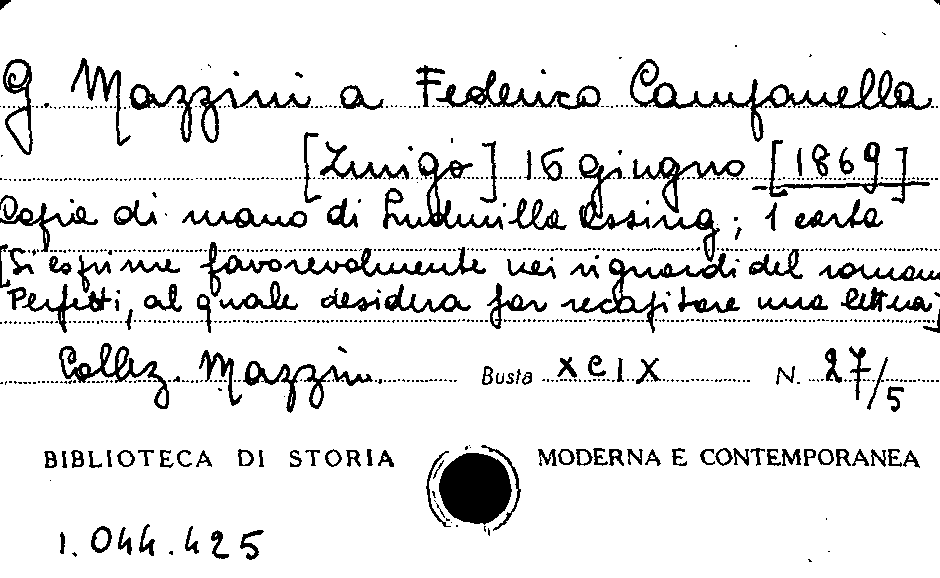 G. Mazzini a Federico Campanella
[Zurigo] 16 giugno [1869]
Copia di mano di Ludmilla Assing; 1 carta
[Si esprime favorevolmente nei riguardi del romano
Perfetti, al quale desidera far recapitare una lettera]
Collez. Mazzini Busta XCIX N. 27/5
BIBLIOTECA DI STORIA MODERNA E CONTEMPORANEA
1.044.425